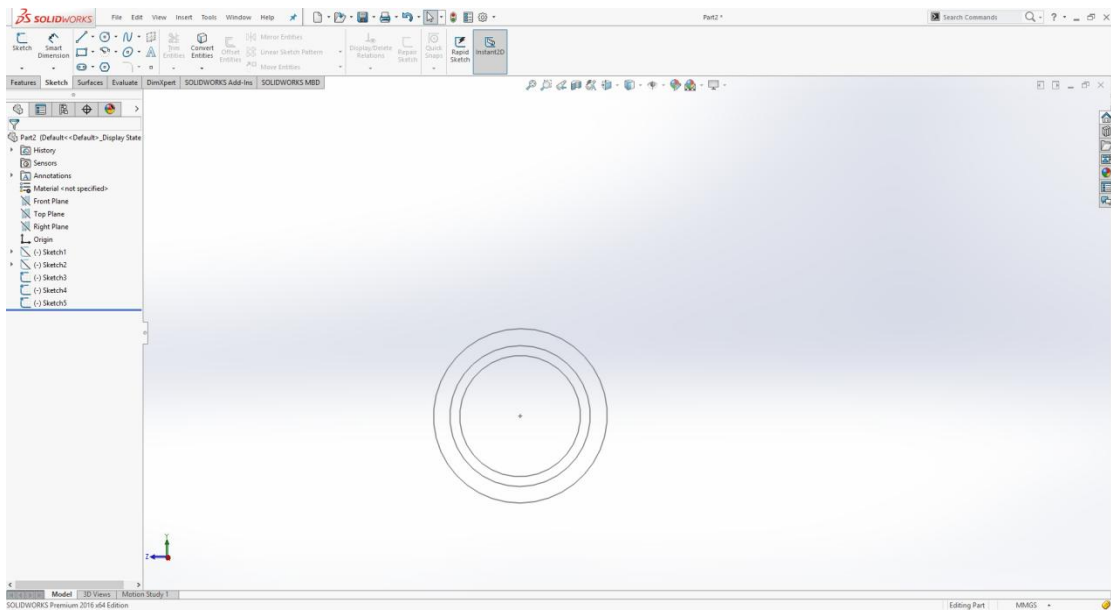 SOLIDWORKS File Edit View Insert Tools Window Help Part2 * Search Commands
Sketch Smart Dimension Trim Entities Convert Entities Offset Entities Mirror Entities Linear Sketch Pattern Move Entities Display/Delete Relations Repair Sketch Quick Snaps Rapid Sketch Instant2D
Features Sketch Surfaces Evaluate DimXpert SOLIDWORKS Add-Ins SOLIDWORKS MBD
Part2 (Default<<Default>_Display State
History
Sensors
Annotations
Material <not specified>
Front Plane
Top Plane
Right Plane
Origin
(-) Sketch1
(-) Sketch2
(-) Sketch3
(-) Sketch4
(-) Sketch5
Y
Z
Model 3D Views Motion Study 1
SOLIDWORKS Premium 2016 x64 Edition Editing Part MMGS